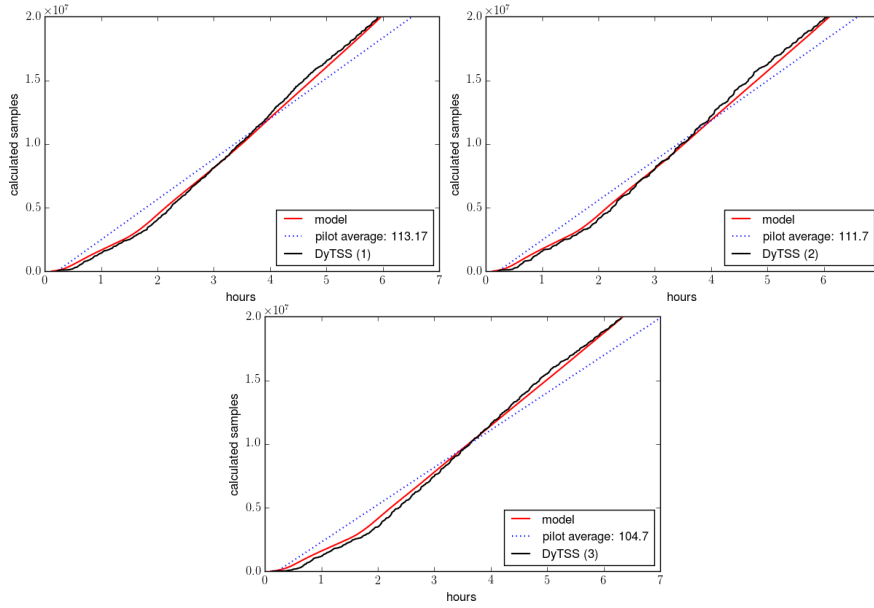 2.0 ×10⁷
1.5
1.0
0.5
0.0
calculated samples
0 1 2 3 4 5 6 7
hours
model
pilot average: 113.17
DyTSS (1)
2.0 ×10⁷
1.5
1.0
0.5
0.0
calculated samples
0 1 2 3 4 5 6
hours
model
pilot average: 111.7
DyTSS (2)
2.0 ×10⁷
1.5
1.0
0.5
0.0
calculated samples
0 1 2 3 4 5 6 7
hours
model
pilot average: 104.7
DyTSS (3)